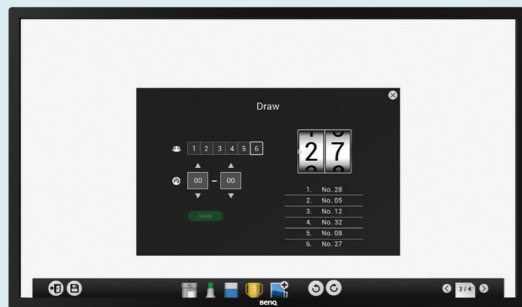 Draw
1 2 3 4 5 6
2 7
00 – 00
1. No. 28
2. No. 05
3. No. 12
4. No. 32
5. No. 08
6. No. 27
3 / 4
BenQ